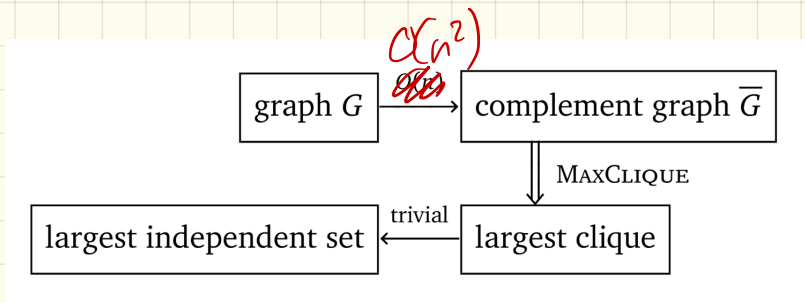 O(n²)
graph G
complement graph G̅
MAXCLIQUE
trivial
largest independent set
largest clique